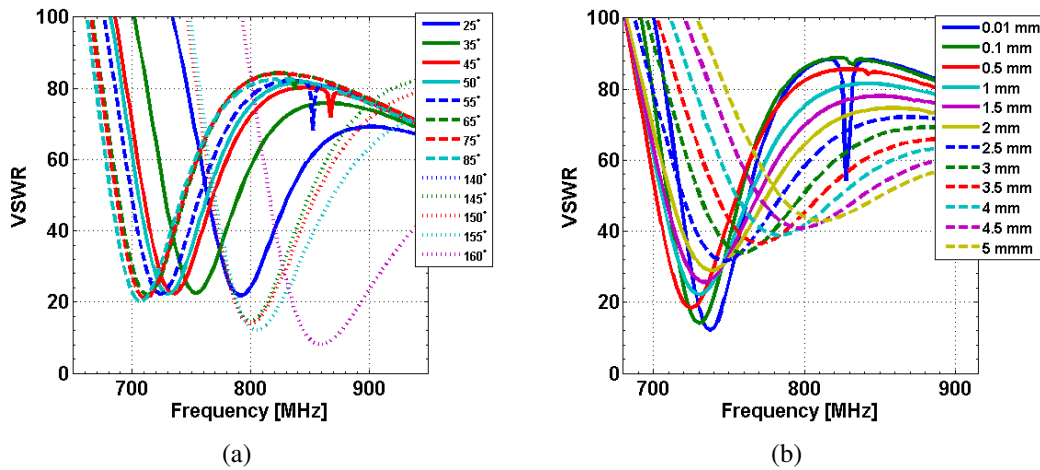 100
80
60
40
20
0
VSWR
700
800
900
Frequency [MHz]
25*
35*
45*
50*
55*
65*
75*
85*
140*
145*
150*
155*
160*
(a)
100
80
60
40
20
0
VSWR
700
800
900
Frequency [MHz]
0.01 mm
0.1 mm
0.5 mm
1 mm
1.5 mm
2 mm
2.5 mm
3 mm
3.5 mm
4 mm
4.5 mm
5 mmm
(b)